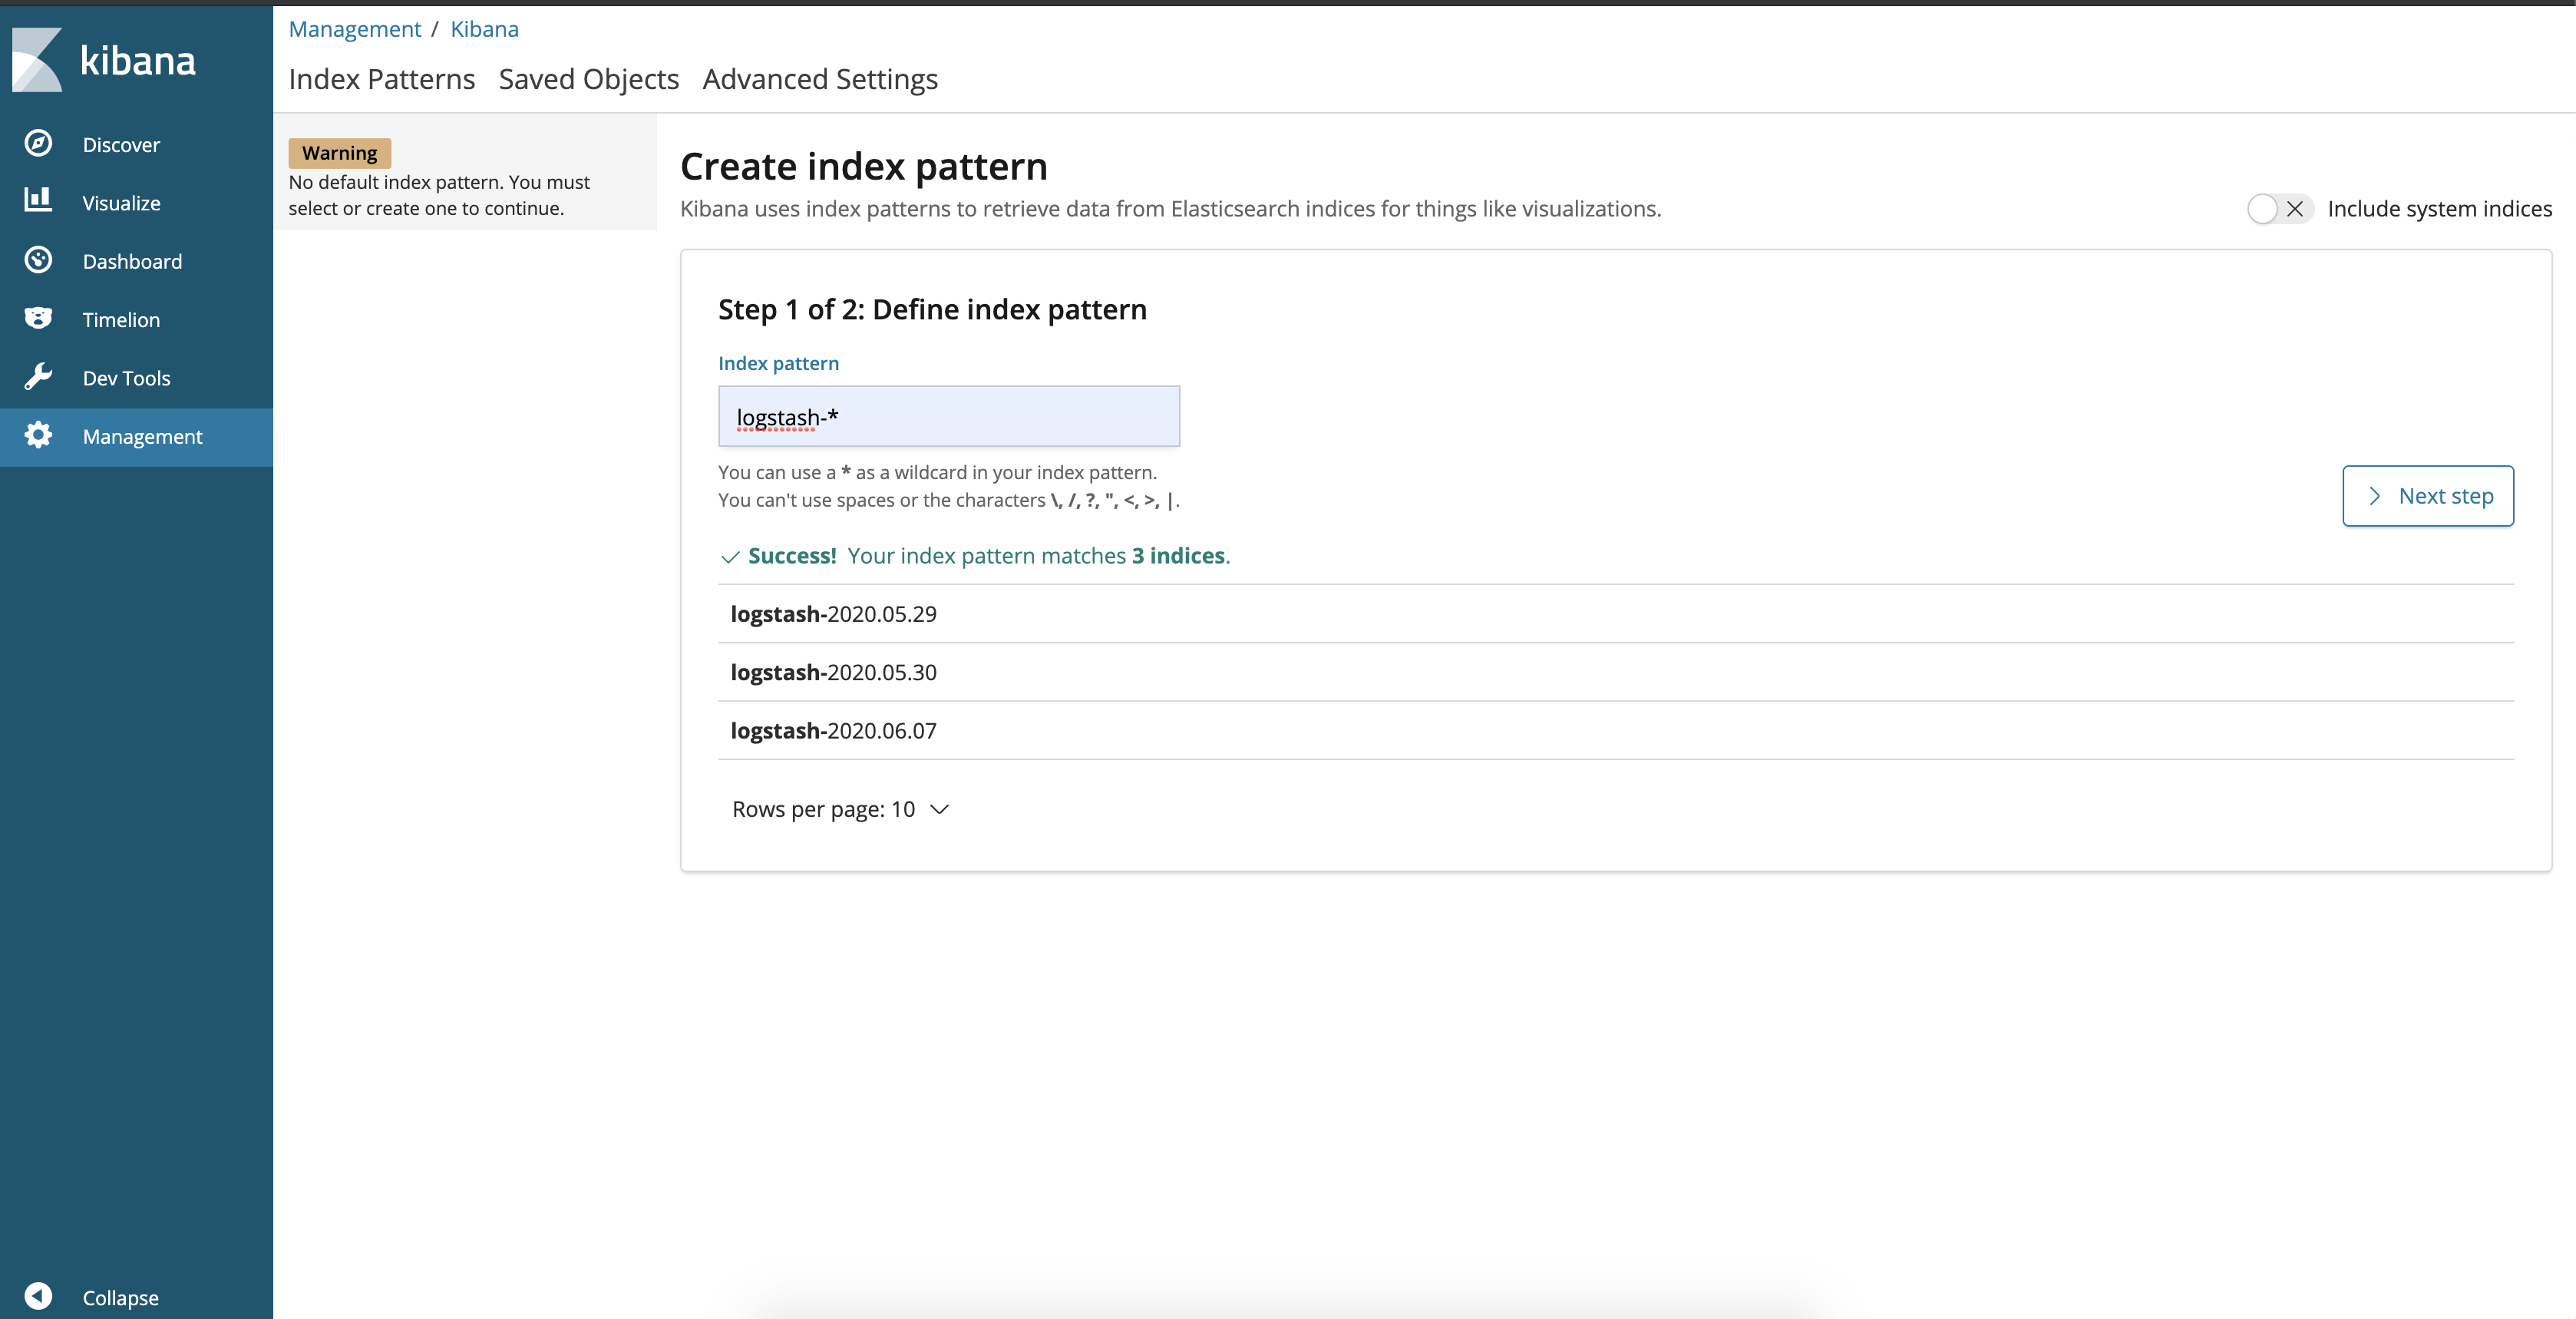 kibana
Discover
Visualize
Dashboard
Timelion
Dev Tools
Management
Collapse
Management / Kibana
Index Patterns Saved Objects Advanced Settings
Warning
No default index pattern. You must
select or create one to continue.
Create index pattern
Kibana uses index patterns to retrieve data from Elasticsearch indices for things like visualizations.
Include system indices
Step 1 of 2: Define index pattern
Index pattern
logstash-*
You can use a * as a wildcard in your index pattern.
You can't use spaces or the characters \, /, ?, ", <, >, |.
Next step
Success! Your index pattern matches 3 indices.
logstash-2020.05.29
logstash-2020.05.30
logstash-2020.06.07
Rows per page: 10